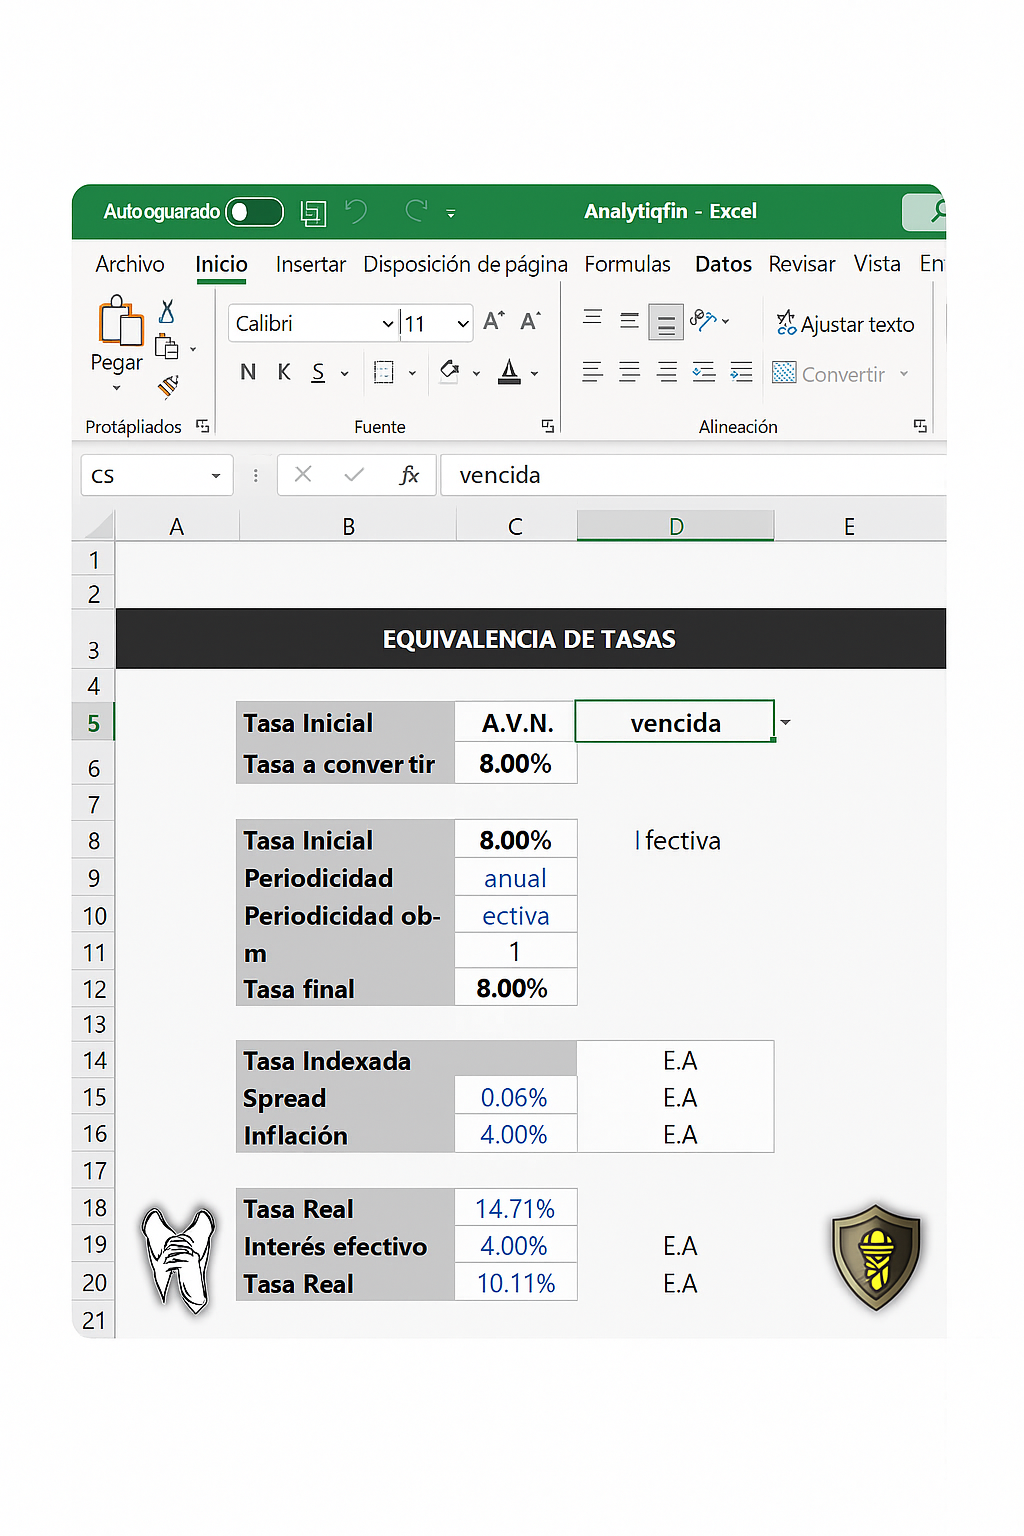 Autooguarado Analytiqfin - Excel
Archivo Inicio Insertar Disposición de página Formulas Datos Revisar Vista En
Calibri 11 Ajustar texto
Pegar N K S A Convertir
Protápliados Fuente Alineación
CS fx vencida
A B C D E
1
2
3 EQUIVALENCIA DE TASAS
4
5 Tasa Inicial A.V.N. vencida
6 Tasa a convertir 8.00%
7
8 Tasa Inicial 8.00% l fectiva
9 Periodicidad anual
10 Periodicidad ob- ectiva
11 m 1
12 Tasa final 8.00%
13
14 Tasa Indexada E.A
15 Spread 0.06% E.A
16 Inflación 4.00% E.A
17
18 Tasa Real 14.71%
19 Interés efectivo 4.00% E.A
20 Tasa Real 10.11% E.A
21